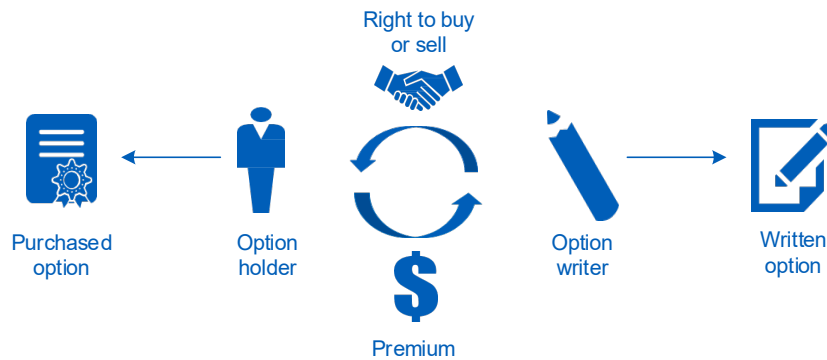 Right to buy
or sell
Purchased
option
Option
holder
$
Option
writer
Written
option
Premium